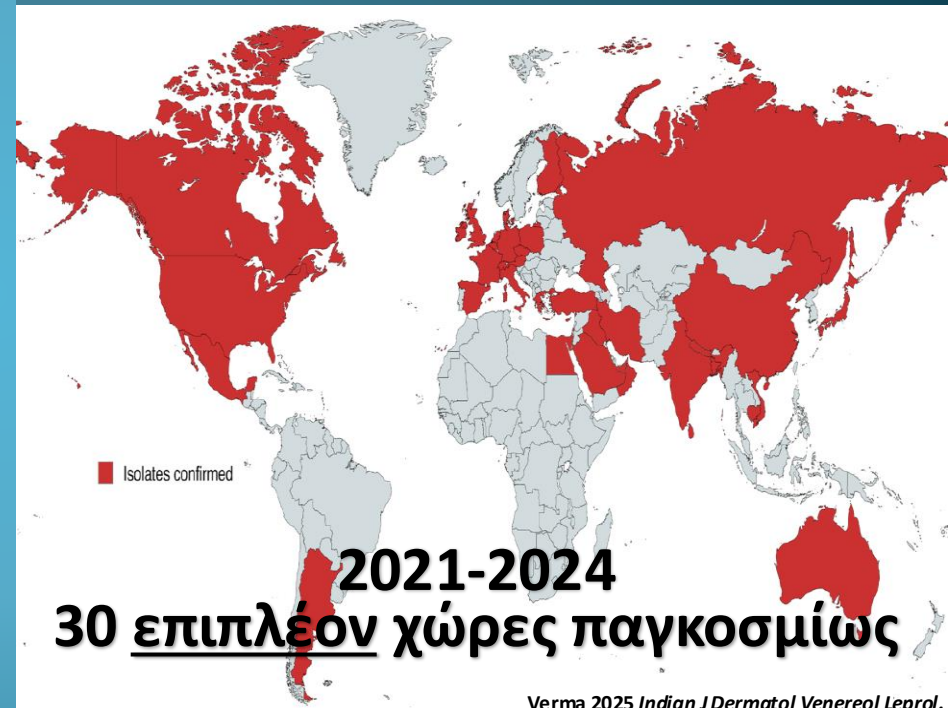 Isolates confirmed
2021-2024
30 επιπλέον χώρες παγκοσμίως
Verma 2025 Indian J Dermatol Venereol Leprol.